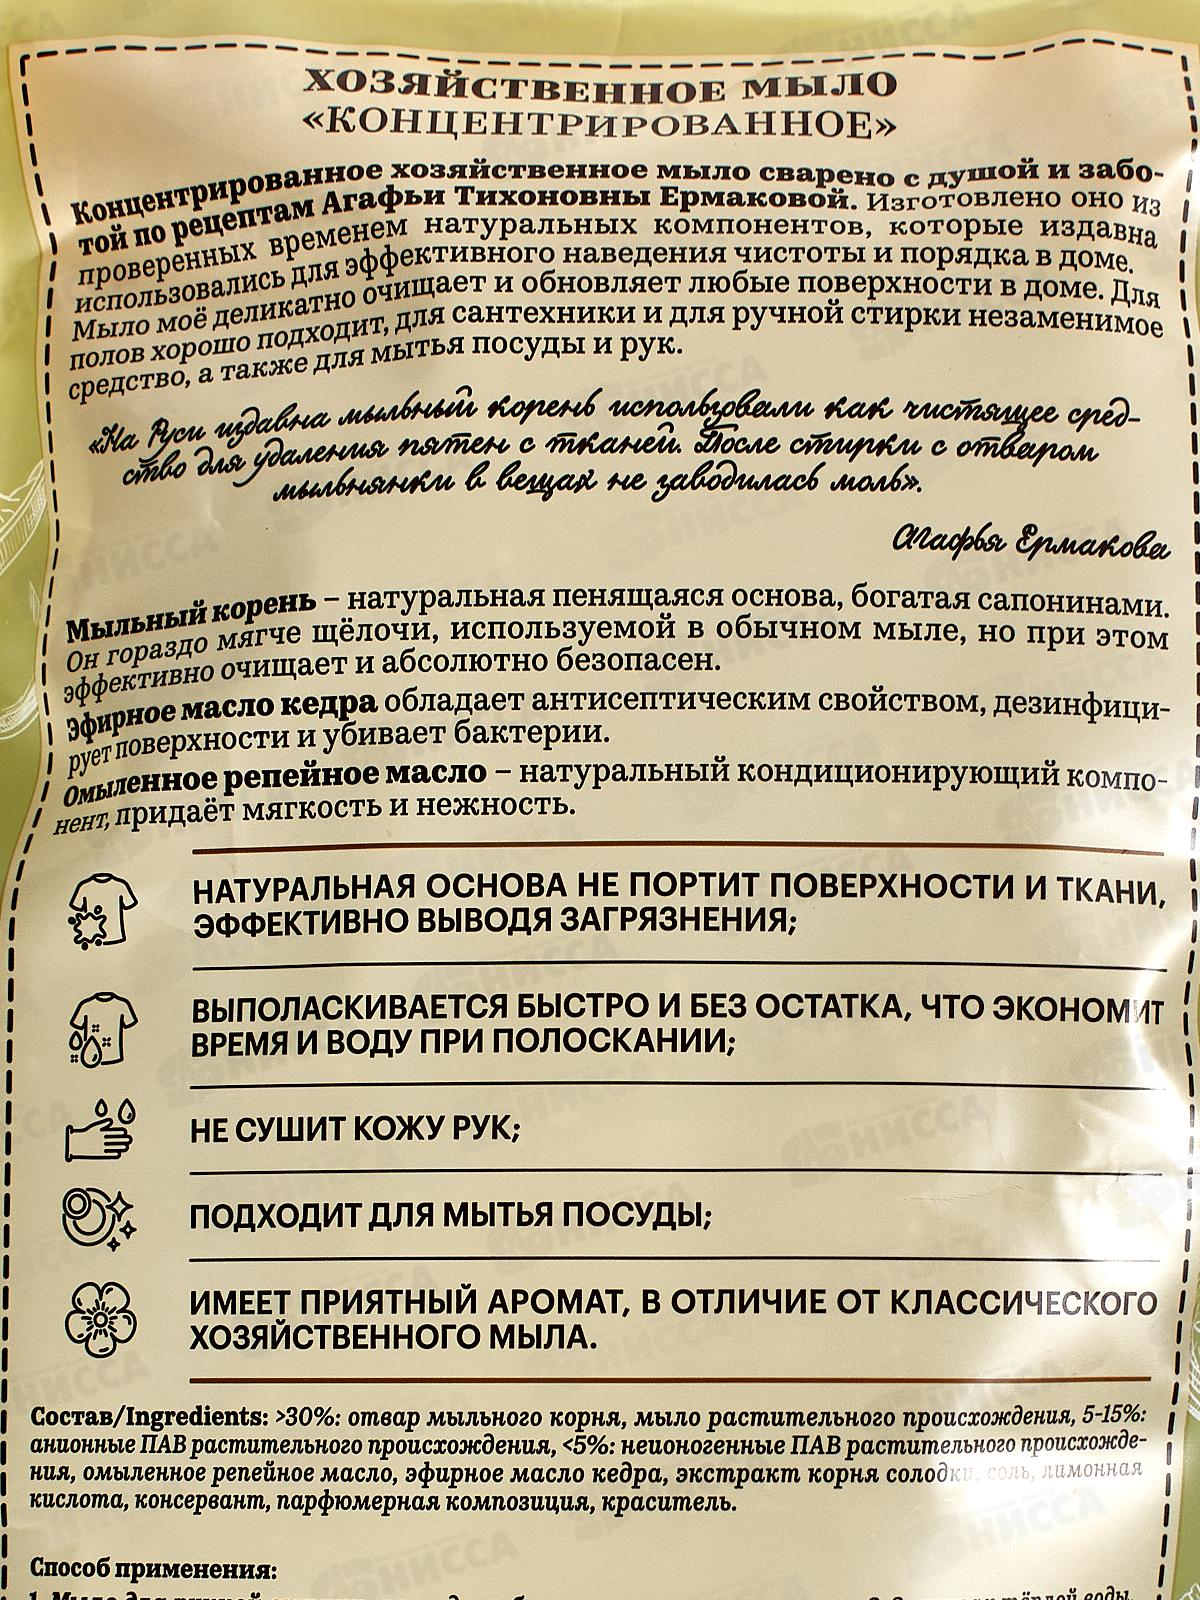 ХОЗЯЙСТВЕННОЕ МЫЛО
«КОНЦЕНТРИРОВАННОЕ»
Концентрированное хозяйственное мыло сварено с душой и забо-
той по рецептам Агафьи Тихоновны Ермаковой. Изготовлено оно из
проверенных временем натуральных компонентов, которые издавна
использовались для эффективного наведения чистоты и порядка в доме.
Мыло моё деликатно очищает и обновляет любые поверхности в доме. Для
полов хорошо подходит, для сантехники и для ручной стирки незаменимое
средство, а также для мытья посуды и рук.
«На Руси издавна мыльный корень использовали как чистящее сред-
ство для удаления пятен с тканей. После стирки с отваром
мыльнянки в вещах не заводилась моль».
Агафья Ермакова
Мыльный корень – натуральная пенящаяся основа, богатая сапонинами.
Он гораздо мягче щёлочи, используемой в обычном мыле, но при этом
эффективно очищает и абсолютно безопасен.
Эфирное масло кедра обладает антисептическим свойством, дезинфици-
рует поверхности и убивает бактерии.
Омыленное репейное масло – натуральный кондиционирующий компо-
нент, придаёт мягкость и нежность.
НАТУРАЛЬНАЯ ОСНОВА НЕ ПОРТИТ ПОВЕРХНОСТИ И ТКАНИ,
ЭФФЕКТИВНО ВЫВОДЯ ЗАГРЯЗНЕНИЯ;
ВЫПОЛАСКИВАЕТСЯ БЫСТРО И БЕЗ ОСТАТКА, ЧТО ЭКОНОМИТ
ВРЕМЯ И ВОДУ ПРИ ПОЛОСКАНИИ;
НЕ СУШИТ КОЖУ РУК;
ПОДХОДИТ ДЛЯ МЫТЬЯ ПОСУДЫ;
ИМЕЕТ ПРИЯТНЫЙ АРОМАТ, В ОТЛИЧИЕ ОТ КЛАССИЧЕСКОГО
ХОЗЯЙСТВЕННОГО МЫЛА.
Состав/Ingredients: >30%: отвар мыльного корня, мыло растительного происхождения, 5-15%:
анионные ПАВ растительного происхождения, <5%: неионогенные ПАВ растительного происхожде-
ния, омыленное репейное масло, эфирное масло кедра, экстракт корня солодки, соль, лимонная
кислота, консервант, парфюмерная композиция, краситель.
Способ применения: